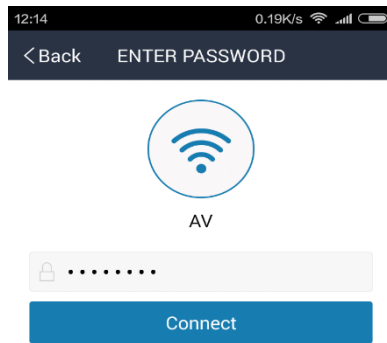 12:14 0.19K/s
Back ENTER PASSWORD
AV
••••••••
Connect